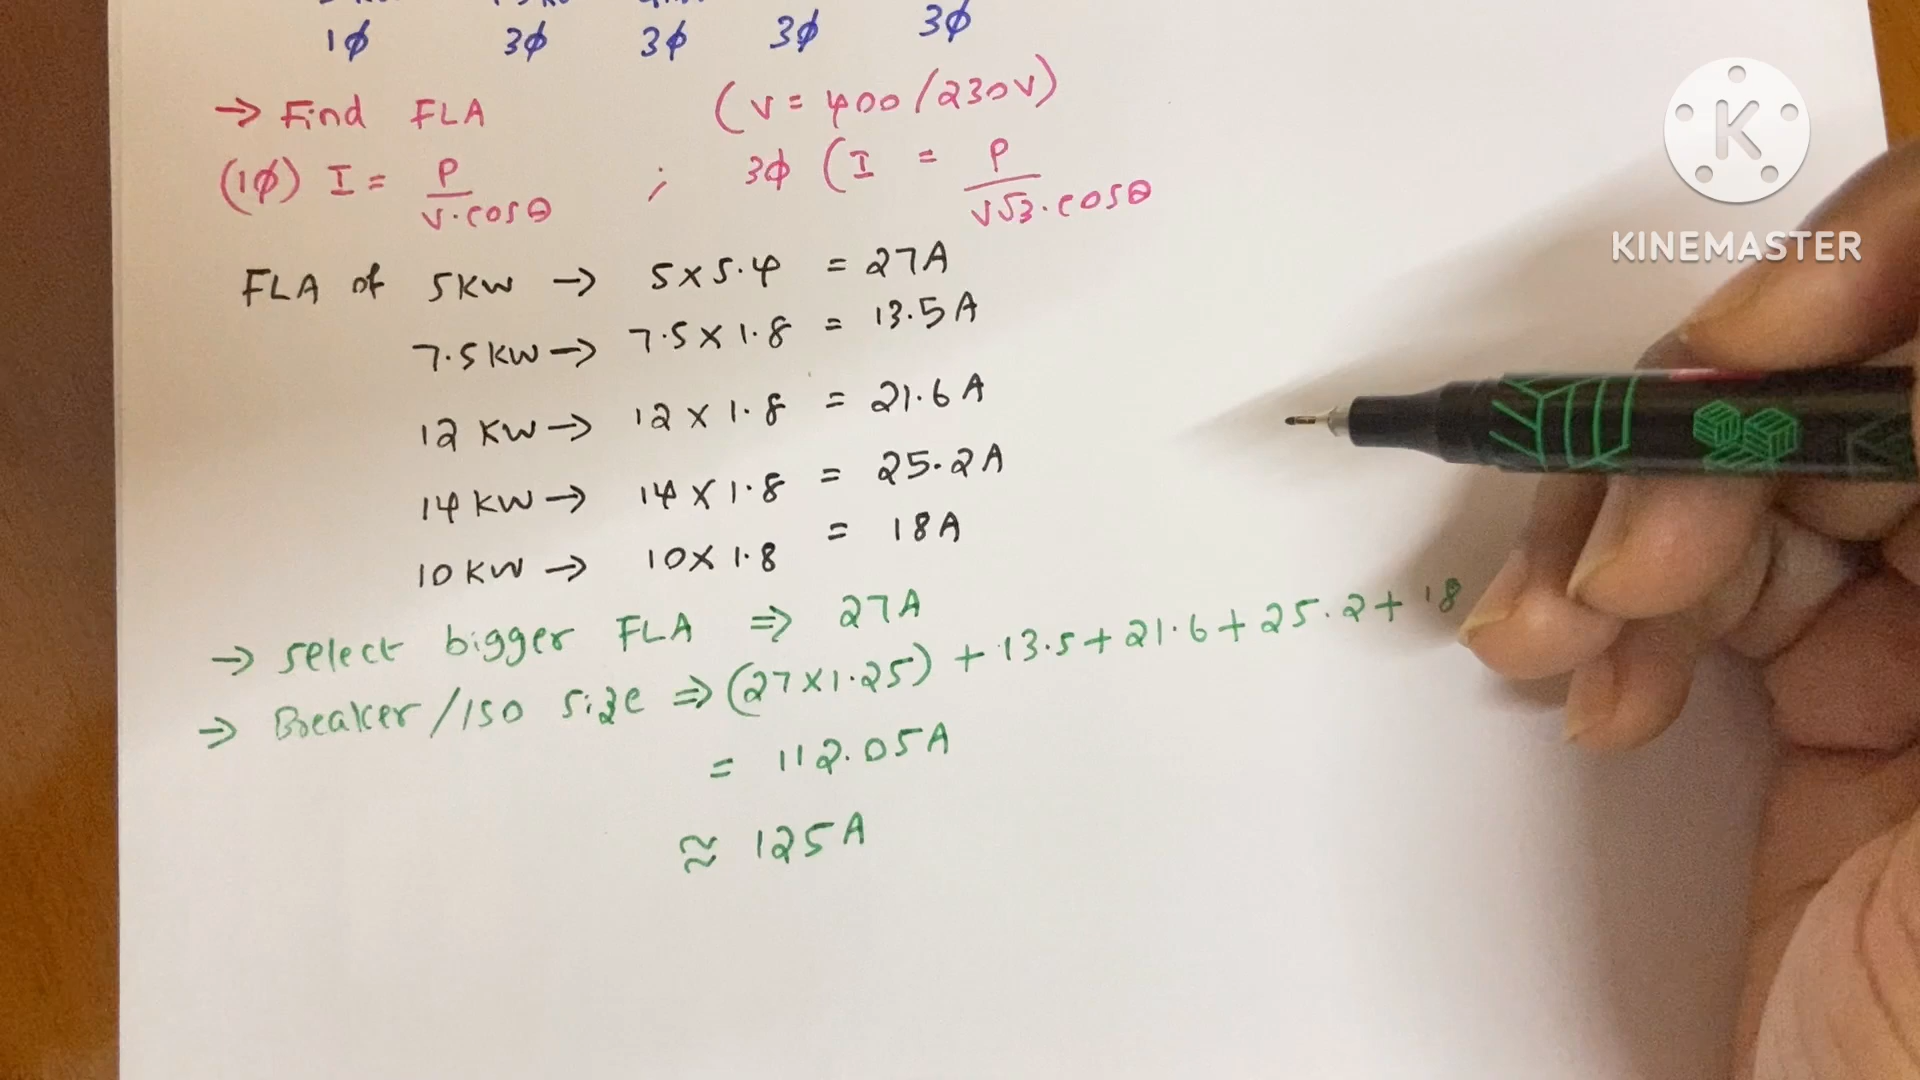 1φ 3φ 3φ 3φ 3φ
→ Find FLA (V = 400/230V)
(1φ) I = P / V·cosθ ; 3φ (I = P / V√3·cosθ
FLA of 5KW → 5×5.4 = 27A
7.5KW → 7.5×1.8 = 13.5A
12 KW → 12×1.8 = 21.6A
14 KW → 14×1.8 = 25.2A
10 KW → 10×1.8 = 18A
→ select bigger FLA ⇒ 27A
→ Breaker/ISO size ⇒ (27×1.25) + 13.5 + 21.6 + 25.2 + 18
= 112.05A
≈ 125A
K
KINEMASTER